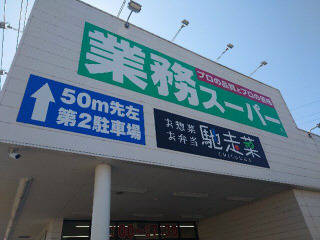 業務スーパー
プロの品質とプロの価格
50m先左
第2駐車場
お惣菜
お弁当
馳走菜